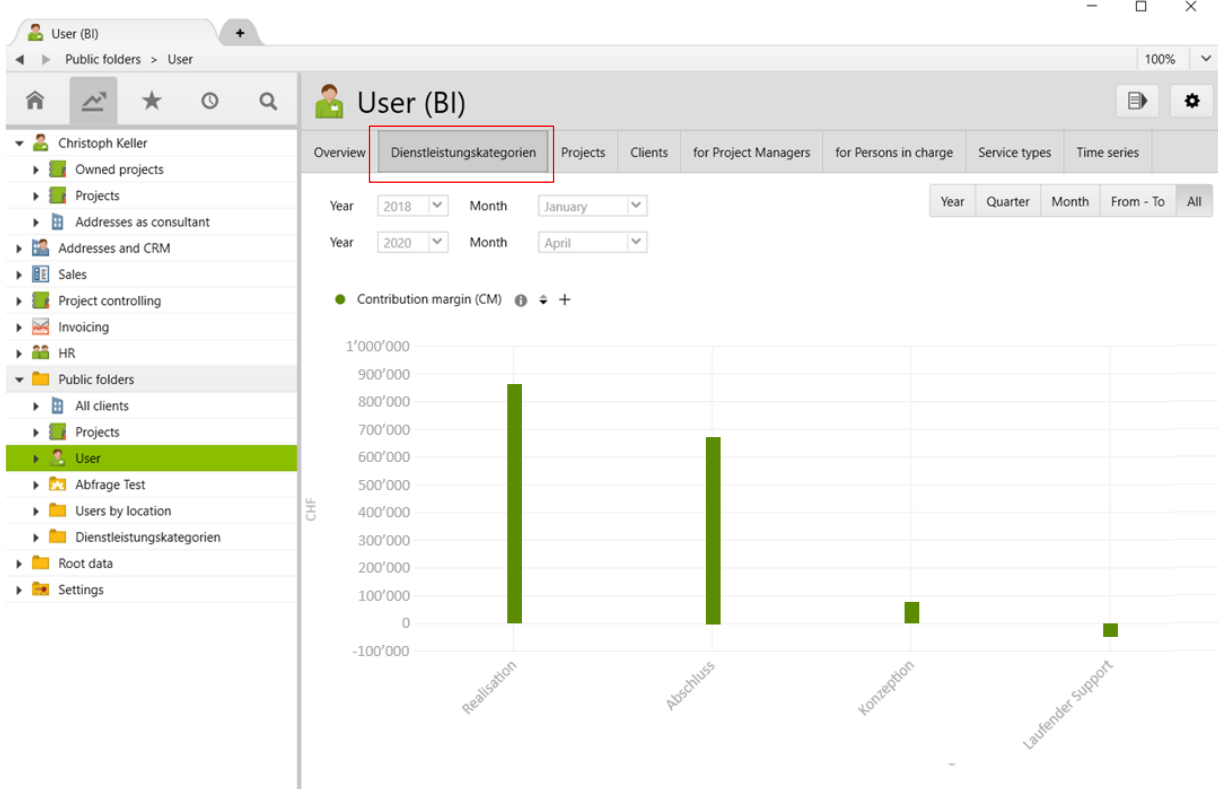 User (BI)
+
Public folders > User
100%
User (BI)
Christoph Keller
Owned projects
Projects
Addresses as consultant
Addresses and CRM
Sales
Project controlling
Invoicing
HR
Public folders
All clients
Projects
User
Abfrage Test
Users by location
Dienstleistungskategorien
Root data
Settings
Overview Dienstleistungskategorien Projects Clients for Project Managers for Persons in charge Service types Time series
Year 2018 Month January Year Quarter Month From - To All
Year 2020 Month April
Contribution margin (CM)
1’000’000
900’000
800’000
700’000
600’000
500’000
400’000
300’000
200’000
100’000
0
-100’000
CHF
Realisation
Abschluss
Konzeption
Laufender Support